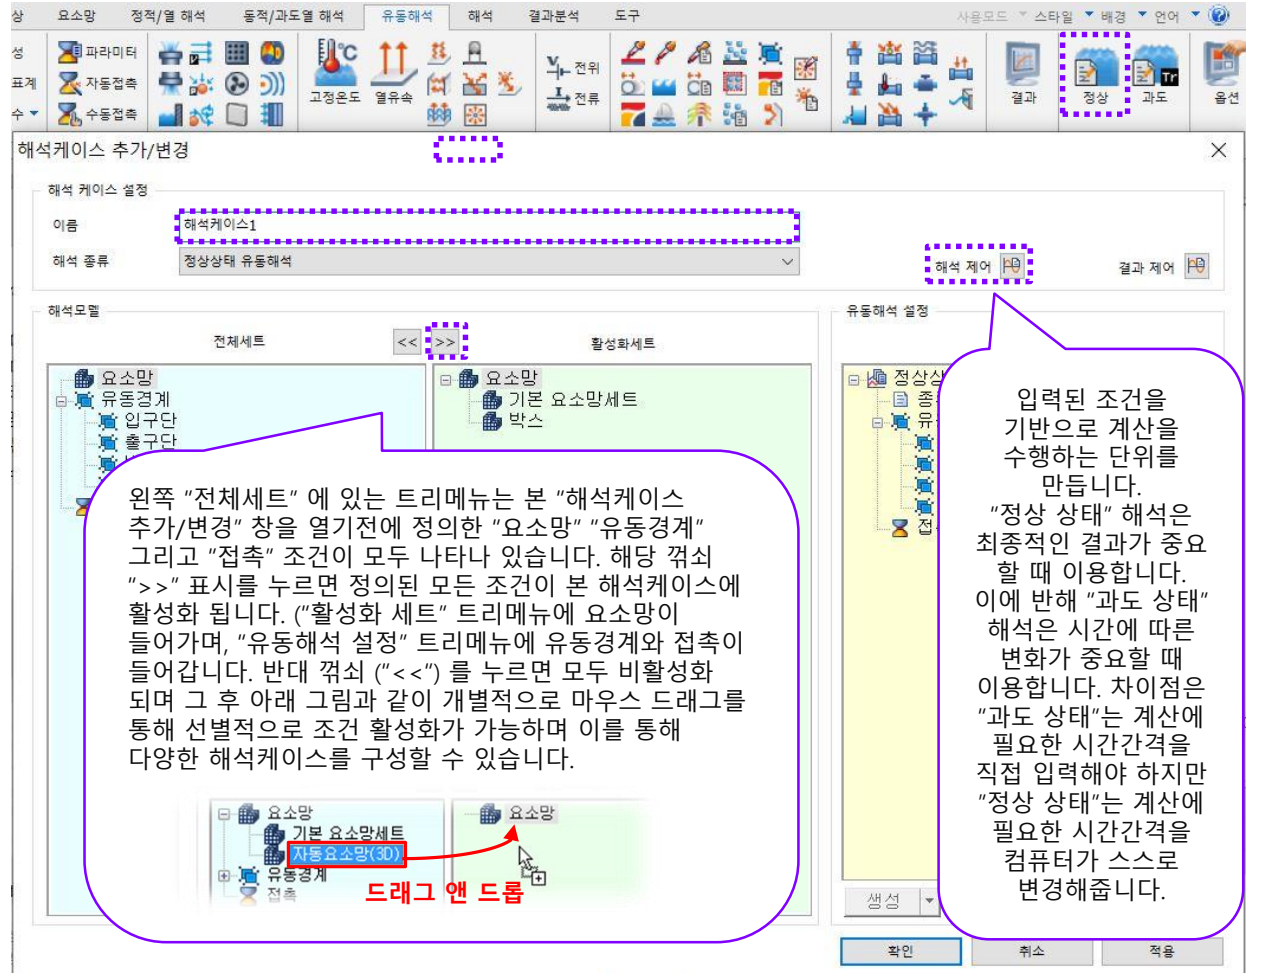 상 요소망 정적/열 해석 동적/과도열 해석 유동해석 해석 결과분석 도구 사용모드 스타일 배경 언어
성 파라미터
표계 자동접촉
수 수동접촉
고정온도 열유속
전위
전류
결과 정상 과도 옵션
Tr
해석케이스 추가/변경
해석 케이스 설정
이름 해석케이스1
해석 종류 정상상태 유동해석
해석 제어 결과 제어
해석모델 유동해석 설정
전체세트 << >> 활성화세트
요소망
유동경계
입구단
출구단
요소망
기본 요소망세트
박스
정상상
종
유
접
왼쪽 "전체세트" 에 있는 트리메뉴는 본 "해석케이스
추가/변경" 창을 열기전에 정의한 "요소망" "유동경계"
그리고 "접촉" 조건이 모두 나타나 있습니다. 해당 꺾쇠
">>" 표시를 누르면 정의된 모든 조건이 본 해석케이스에
활성화 됩니다. ("활성화 세트" 트리메뉴에 요소망이
들어가며, "유동해석 설정" 트리메뉴에 유동경계와 접촉이
들어갑니다. 반대 꺾쇠 ("<<") 를 누르면 모두 비활성화
되며 그 후 아래 그림과 같이 개별적으로 마우스 드래그를
통해 선별적으로 조건 활성화가 가능하며 이를 통해
다양한 해석케이스를 구성할 수 있습니다.
요소망
기본 요소망세트
자동요소망(3D)
유동경계
접촉
요소망
드래그 앤 드롭
입력된 조건을
기반으로 계산을
수행하는 단위를
만듭니다.
"정상 상태" 해석은
최종적인 결과가 중요
할 때 이용합니다.
이에 반해 "과도 상태"
해석은 시간에 따른
변화가 중요할 때
이용합니다. 차이점은
"과도 상태"는 계산에
필요한 시간간격을
직접 입력해야 하지만
"정상 상태"는 계산에
필요한 시간간격을
컴퓨터가 스스로
변경해줍니다.
생성
확인 취소 적용